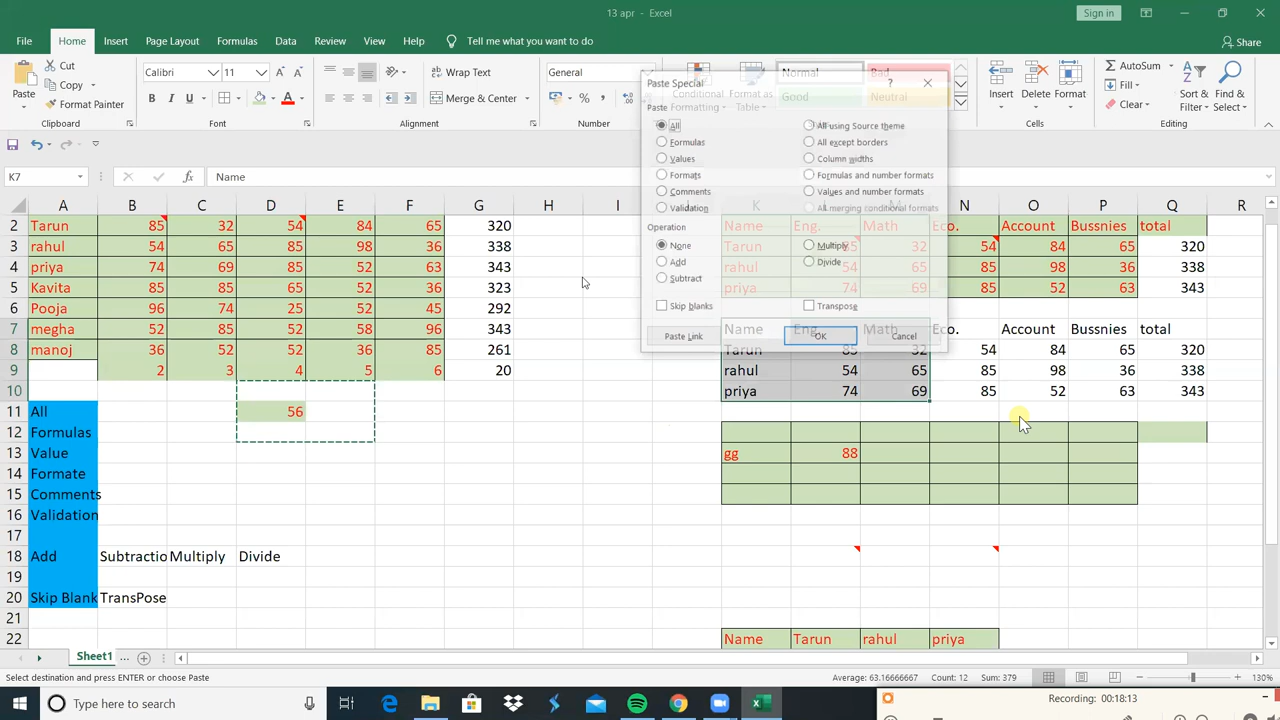 13 apr - Excel
Sign in
File Home Insert Page Layout Formulas Data Review View Help Tell me what you want to do
Share
Paste
Cut
Copy
Format Painter
Clipboard
Calibri 11
B I U
Font
Wrap Text
Merge & Center
Alignment
General
Number
Conditional Formatting
Format as Table
Normal Bad
Good Neutral
Insert Delete Format
Cells
AutoSum
Fill
Clear
Sort & Filter
Find & Select
Editing
K7 fx Name
Paste Special ?
Paste
All All using Source theme
Formulas All except borders
Values Column widths
Formats Formulas and number formats
Comments Values and number formats
Validation All merging conditional formats
Operation
None Multiply
Add Divide
Subtract
Skip blanks Transpose
Paste Link OK Cancel
A B C D E F G H I K M N O P Q R
2 Tarun 85 32 54 84 65 320 Name Eng. Math Eco. Account Bussnies total
3 rahul 54 65 85 98 36 338 Tarun 85 32 54 84 65 320
4 priya 74 69 85 52 63 343 rahul 54 65 85 98 36 338
5 Kavita 85 85 65 52 36 323 priya 74 69 85 52 63 343
6 Pooja 96 74 25 52 45 292
7 megha 52 85 52 58 96 343 Name Eng. Math Eco. Account Bussnies total
8 manoj 36 52 52 36 85 261 Tarun 85 32 54 84 65 320
9 2 3 4 5 6 20 rahul 54 65 85 98 36 338
10 priya 74 69 85 52 63 343
11 All 56
12 Formulas
13 Value gg 88
14 Formate
15 Comments
16 Validation
17
18 Add Subtractio Multiply Divide
19
20 Skip Blank TransPose
21
22 Name Tarun rahul priya
Sheet1 ...
Select destination and press ENTER or choose Paste Average: 63.16666667 Count: 12 Sum: 379 130%
Type here to search
Recording: 00:18:13